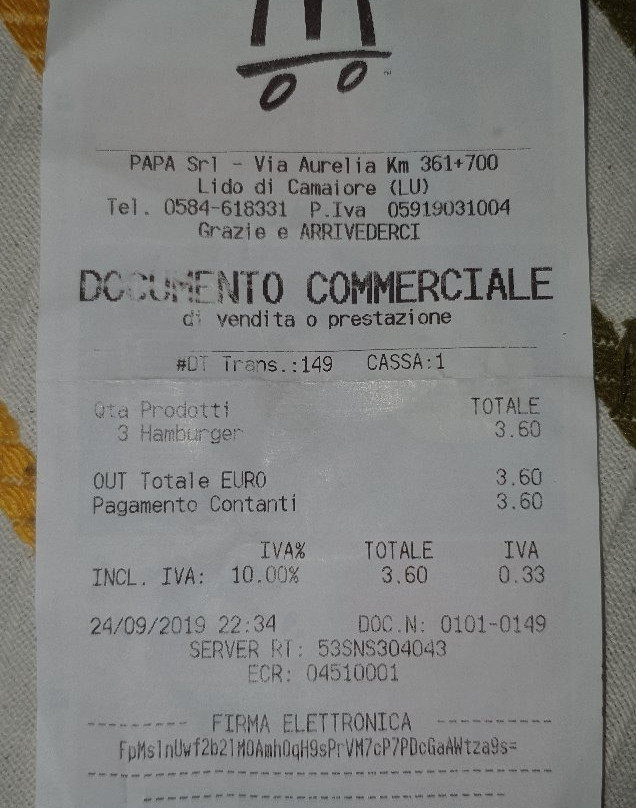 PAPA Srl - Via Aurelia Km 361+700
Lido di Camaiore (LU)
Tel. 0584-618331 P.Iva 05919031004
Grazie e ARRIVEDERCI
DOCUMENTO COMMERCIALE
di vendita o prestazione
#DT Trans.:149 CASSA:1
Qta Prodotti TOTALE
3 Hamburger 3.60
OUT Totale EURO 3.60
Pagamento Contanti 3.60
IVA% TOTALE IVA
INCL. IVA: 10.00% 3.60 0.33
24/09/2019 22:34 DOC.N: 0101-0149
SERVER RT: 53SNS304043
ECR: 04510001
--------- FIRMA ELETTRONICA ----------
FpMslnUwf2b2lM0AmhOqH9sPrVM7cP7PDcGaAWtza9s=